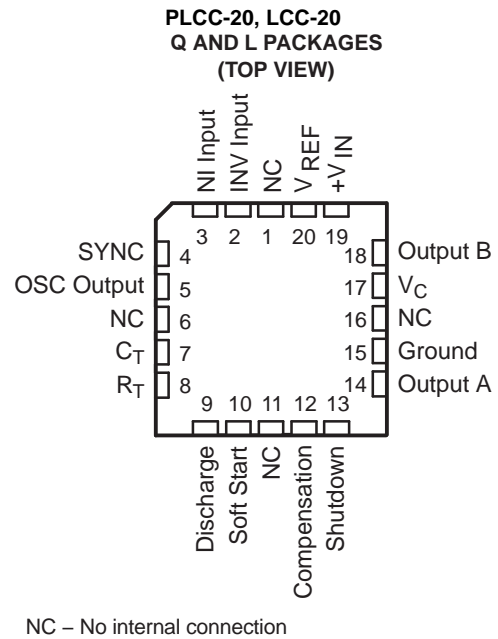 PLCC-20, LCC-20
Q AND L PACKAGES
(TOP VIEW)
NI Input
INV Input
NC
VREF
+VIN
3 2 1 20 19
SYNC 4
OSC Output 5
NC 6
CT 7
RT 8
18 Output B
17 VC
16 NC
15 Ground
14 Output A
9 10 11 12 13
Discharge
Soft Start
NC
Compensation
Shutdown
NC – No internal connection